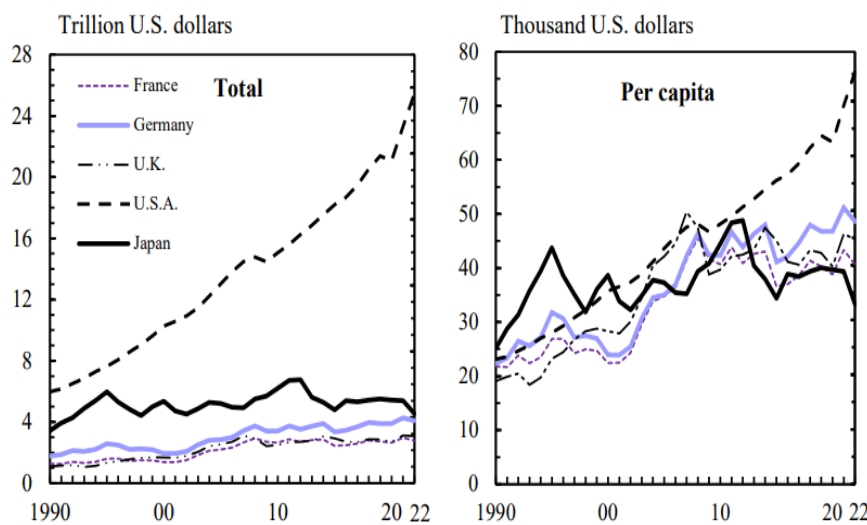 Trillion U.S. dollars
28
24
20
16
12
8
4
0
France
Germany
U.K.
U.S.A.
Japan
Total
1990 00 10 20 22
Thousand U.S. dollars
80
70
60
50
40
30
20
10
0
Per capita
1990 00 10 20 22